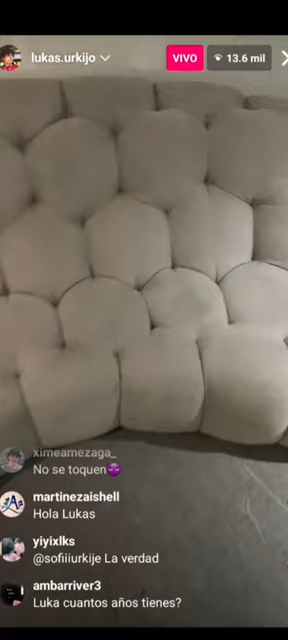 lukas.urkijo
VIVO
13.6 mil
ximeamezaga_
No se toquen😈
martinezaishell
Hola Lukas
yiyixlks
@sofiiiurkije La verdad
ambarriver3
Luka cuantos años tienes?